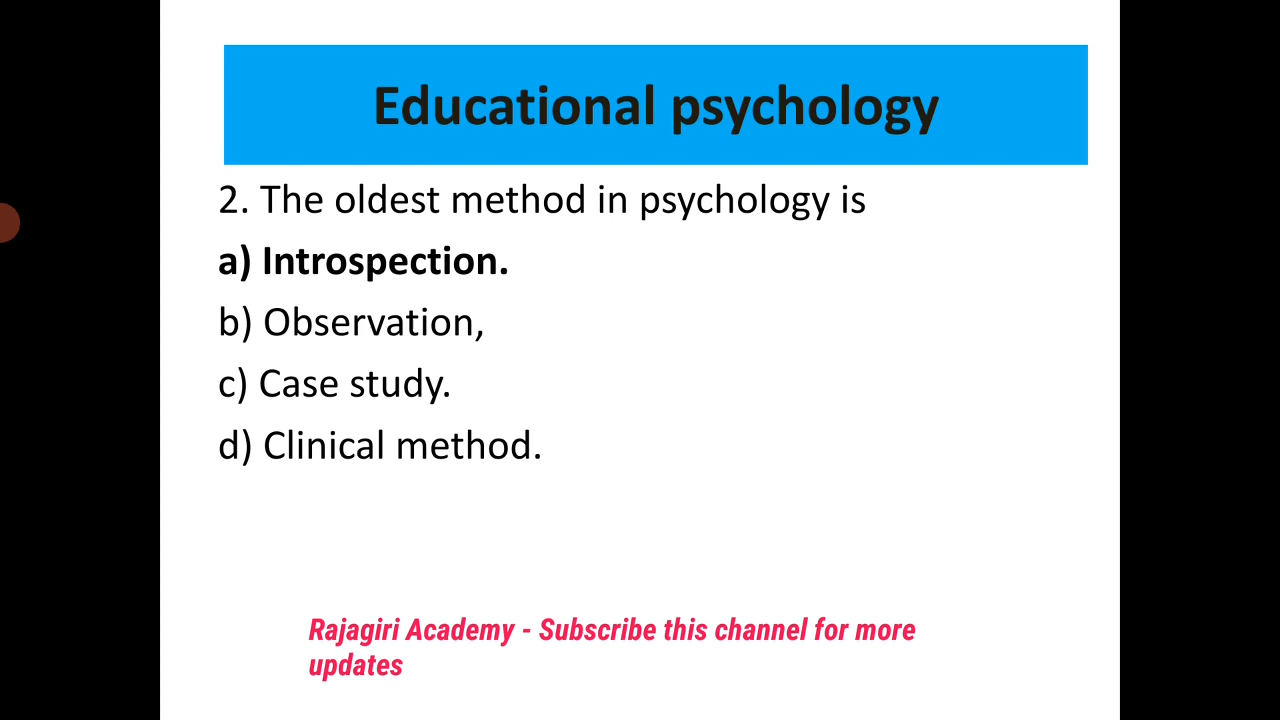 Educational psychology
2. The oldest method in psychology is
a) Introspection.
b) Observation,
c) Case study.
d) Clinical method.
Rajagiri Academy - Subscribe this channel for more
updates